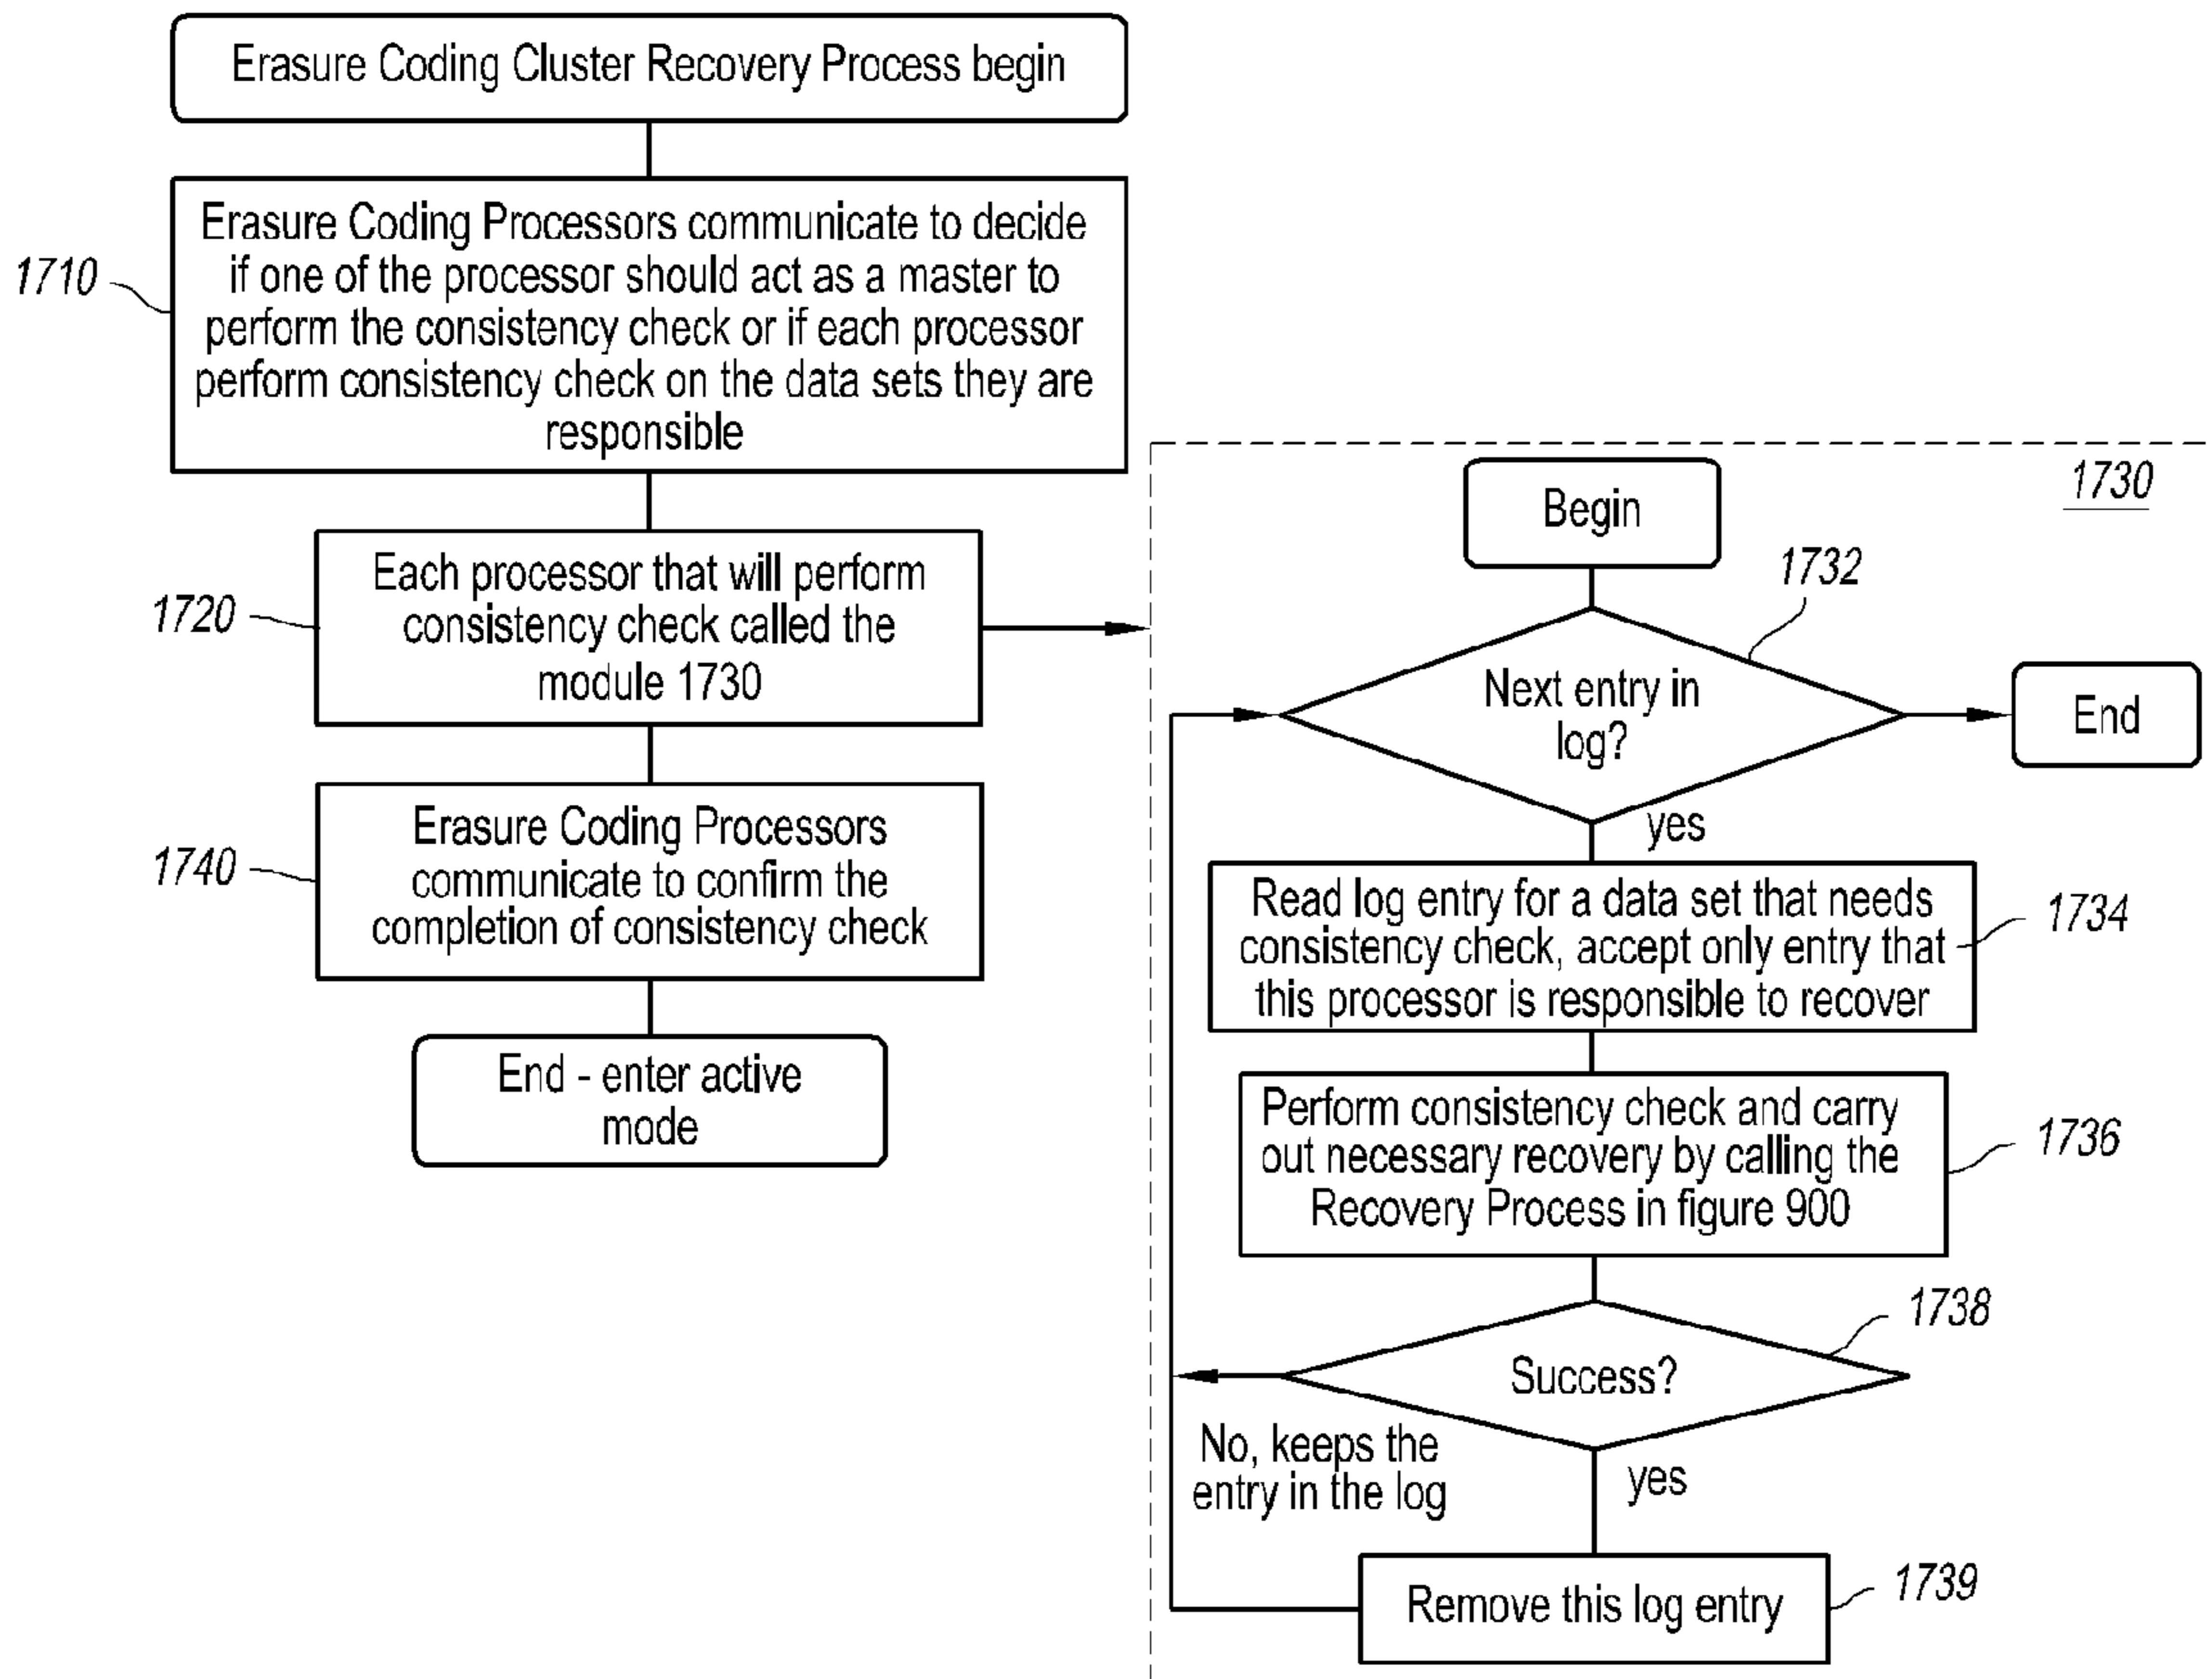 Erasure Coding Cluster Recovery Process begin
1710
Erasure Coding Processors communicate to decide
if one of the processor should act as a master to
perform the consistency check or if each processor
perform consistency check on the data sets they are
responsible
1720
Each processor that will perform
consistency check called the
module 1730
1740
Erasure Coding Processors
communicate to confirm the
completion of consistency check
End - enter active
mode
1730
Begin
1732
Next entry in
log?
End
yes
Read log entry for a data set that needs
consistency check, accept only entry that
this processor is responsible to recover
1734
Perform consistency check and carry
out necessary recovery by calling the
Recovery Process in figure 900
1736
1738
Success?
No, keeps the
entry in the log
yes
Remove this log entry
1739